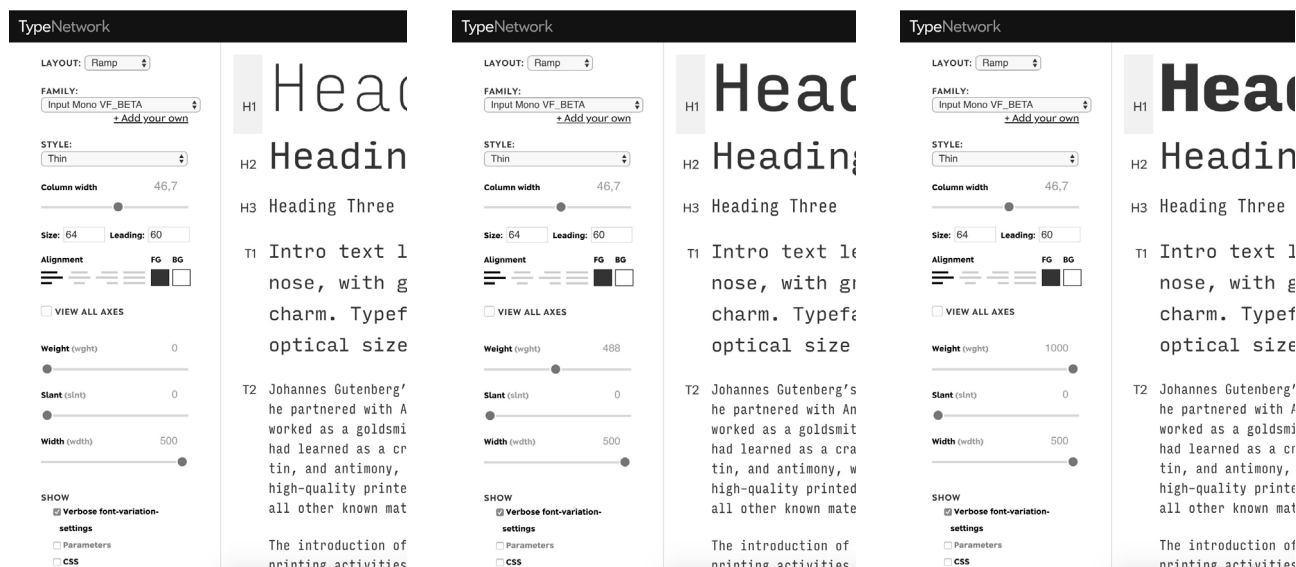 TypeNetwork
LAYOUT: Ramp
FAMILY:
Input Mono VF_BETA
+ Add your own
STYLE:
Thin
Column width 46,7
Size: 64 Leading: 60
Alignment FG BG
VIEW ALL AXES
Weight (wght) 0
Slant (slnt) 0
Width (wdth) 500
SHOW
Verbose font-variation-
settings
Parameters
CSS
H1 Head
H2 Headin
H3 Heading Three
T1 Intro text l
nose, with g
charm. Typef
optical size
T2 Johannes Gutenberg’
he partnered with A
worked as a goldsmi
had learned as a cr
tin, and antimony,
high-quality printe
all other known mat
The introduction of
printing activities
TypeNetwork
LAYOUT: Ramp
FAMILY:
Input Mono VF_BETA
+ Add your own
STYLE:
Thin
Column width 46,7
Size: 64 Leading: 60
Alignment FG BG
VIEW ALL AXES
Weight (wght) 488
Slant (slnt) 0
Width (wdth) 500
SHOW
Verbose font-variation-
settings
Parameters
CSS
H1 Head
H2 Heading
H3 Heading Three
T1 Intro text le
nose, with gr
charm. Typefa
optical size
T2 Johannes Gutenberg’s
he partnered with An
worked as a goldsmit
had learned as a cra
tin, and antimony, w
high-quality printed
all other known mate
The introduction of
printing activities
TypeNetwork
LAYOUT: Ramp
FAMILY:
Input Mono VF_BETA
+ Add your own
STYLE:
Thin
Column width 46,7
Size: 64 Leading: 60
Alignment FG BG
VIEW ALL AXES
Weight (wght) 1000
Slant (slnt) 0
Width (wdth) 500
SHOW
Verbose font-variation-
settings
Parameters
CSS
H1 Head
H2 Headin
H3 Heading Three
T1 Intro text l
nose, with g
charm. Typef
optical size
T2 Johannes Gutenberg’s
he partnered with A
worked as a goldsmi
had learned as a cr
tin, and antimony,
high-quality printe
all other known mat
The introduction of
printing activities